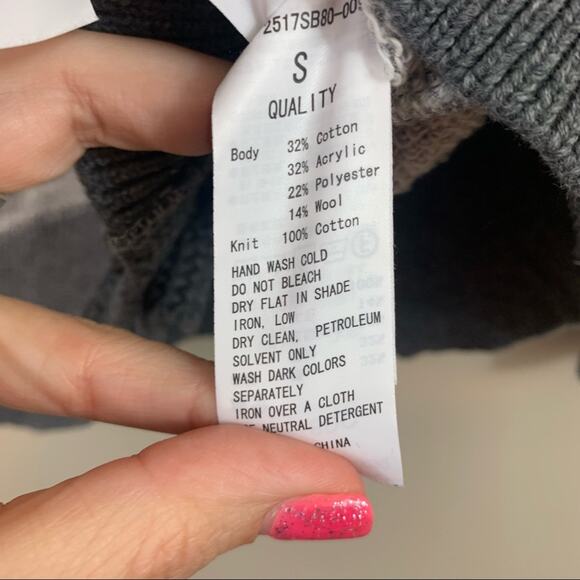 2517SB80-00
S
QUALITY
Body 32% Cotton
32% Acrylic
22% Polyester
14% Wool
Knit 100% Cotton
HAND WASH COLD
DO NOT BLEACH
DRY FLAT IN SHADE
IRON, LOW
DRY CLEAN, PETROLEUM
SOLVENT ONLY
WASH DARK COLORS
SEPARATELY
IRON OVER A CLOTH
NEUTRAL DETERGENT
CHINA